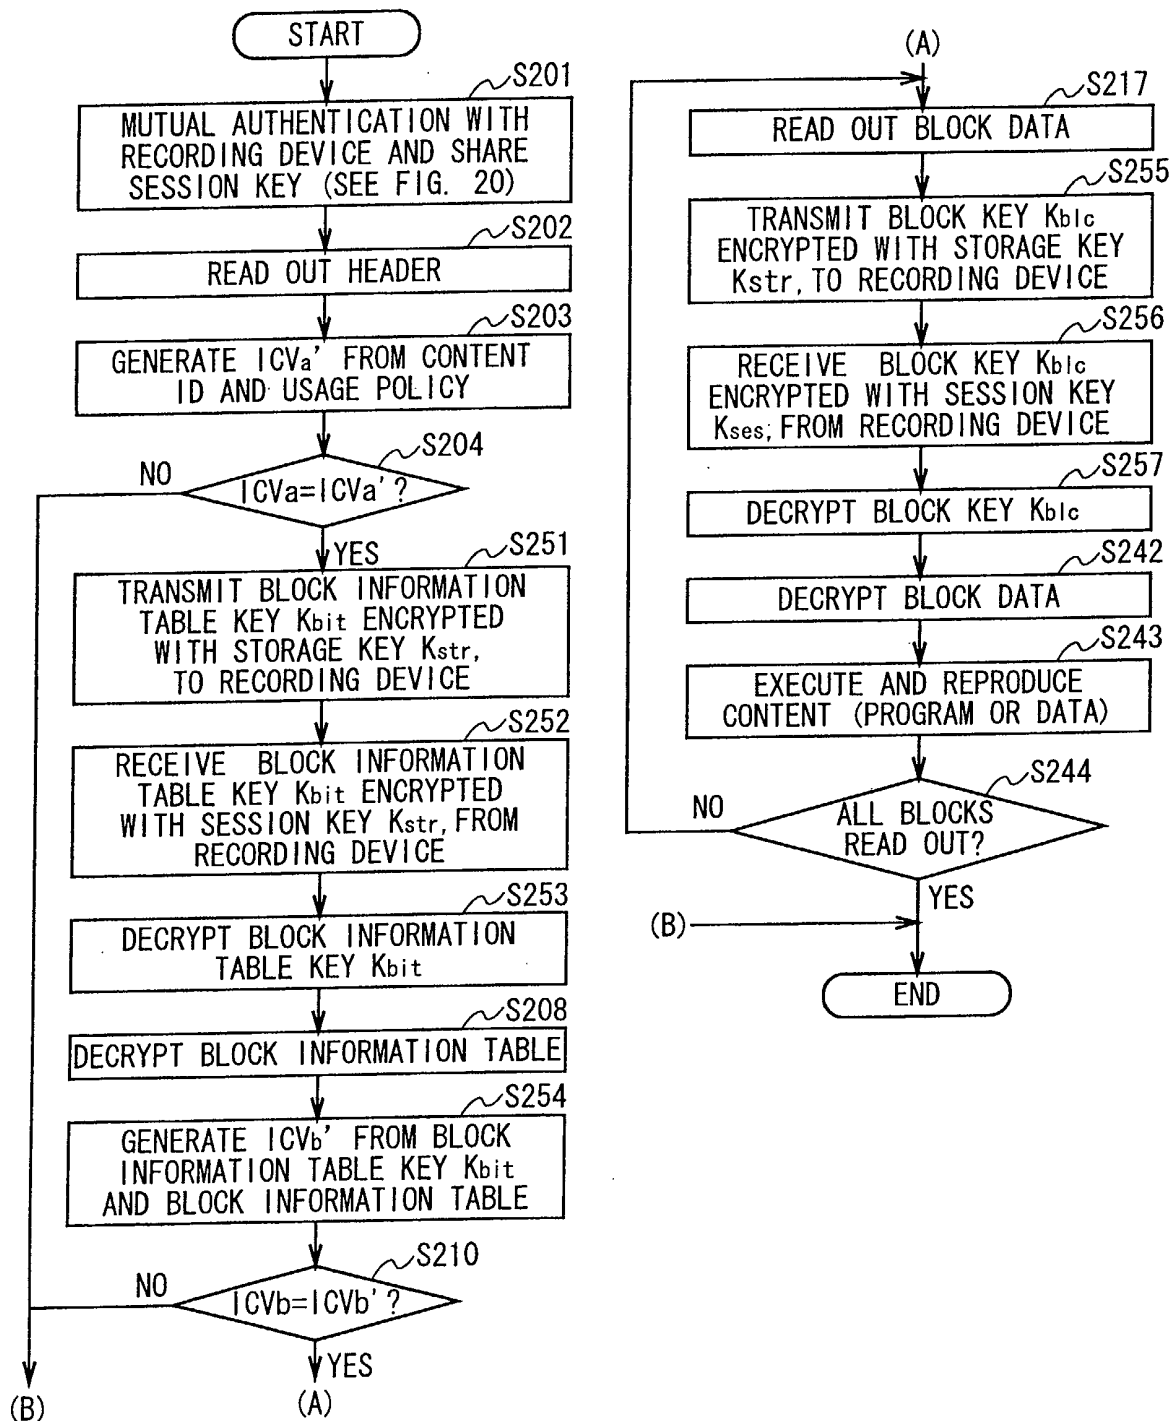 START
S201
MUTUAL AUTHENTICATION WITH
RECORDING DEVICE AND SHARE
SESSION KEY (SEE FIG. 20)
S202
READ OUT HEADER
S203
GENERATE ICVa' FROM CONTENT
ID AND USAGE POLICY
S204
NO
ICVa=ICVa'?
YES
S251
TRANSMIT BLOCK INFORMATION
TABLE KEY Kbit ENCRYPTED
WITH STORAGE KEY Kstr,
TO RECORDING DEVICE
S252
RECEIVE BLOCK INFORMATION
TABLE KEY Kbit ENCRYPTED
WITH SESSION KEY Kstr, FROM
RECORDING DEVICE
S253
DECRYPT BLOCK INFORMATION
TABLE KEY Kbit
S208
DECRYPT BLOCK INFORMATION TABLE
S254
GENERATE ICVb' FROM BLOCK
INFORMATION TABLE KEY Kbit
AND BLOCK INFORMATION TABLE
S210
NO
ICVb=ICVb'?
YES
(B)
(A)
(A)
S217
READ OUT BLOCK DATA
S255
TRANSMIT BLOCK KEY Kblc
ENCRYPTED WITH STORAGE KEY
Kstr, TO RECORDING DEVICE
S256
RECEIVE BLOCK KEY Kblc
ENCRYPTED WITH SESSION KEY
Kses; FROM RECORDING DEVICE
S257
DECRYPT BLOCK KEY Kblc
S242
DECRYPT BLOCK DATA
S243
EXECUTE AND REPRODUCE
CONTENT (PROGRAM OR DATA)
S244
NO
ALL BLOCKS
READ OUT?
YES
(B)
END